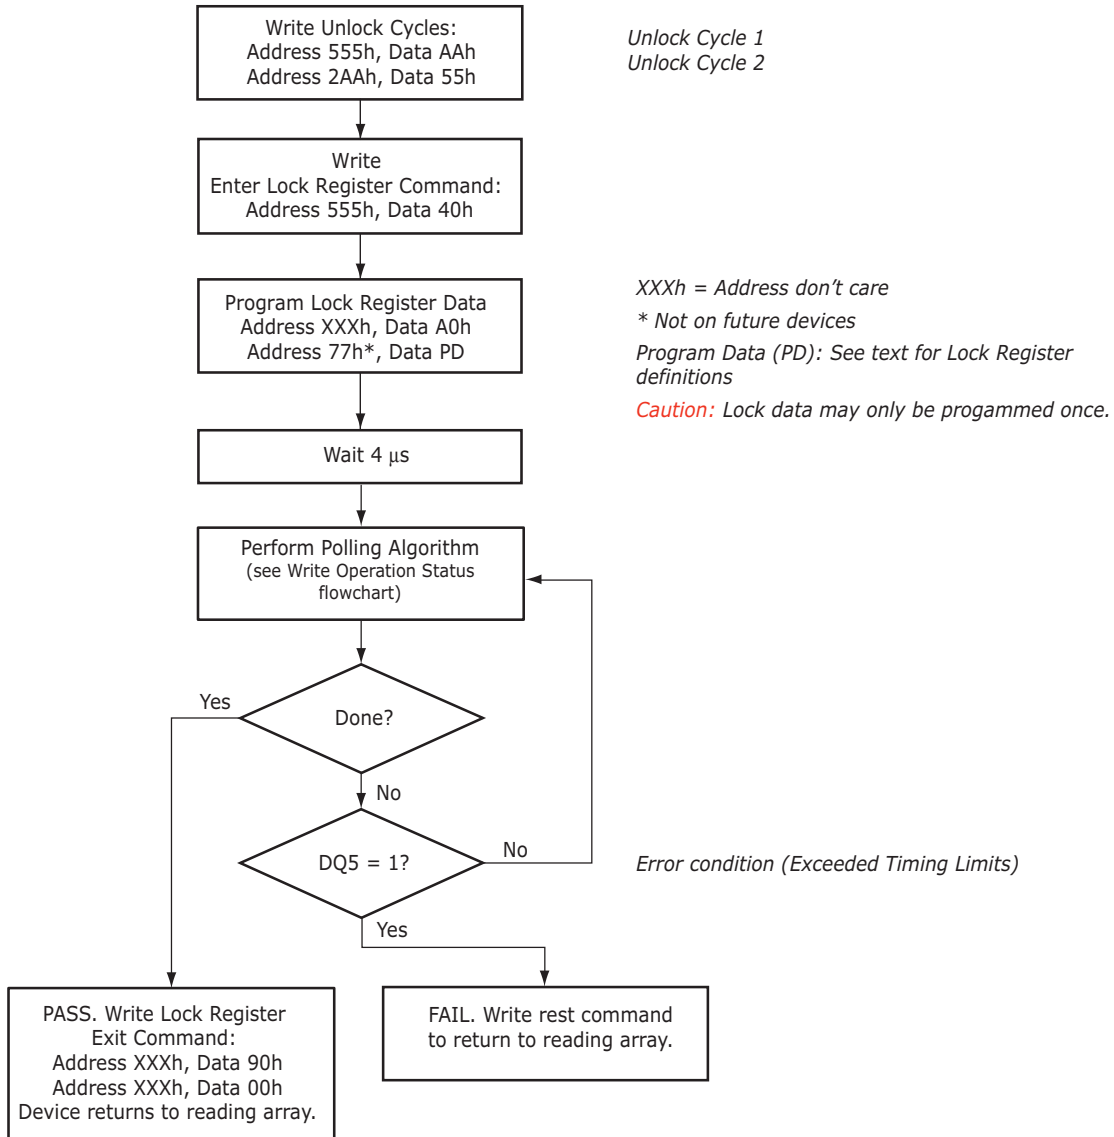 Write Unlock Cycles:
Address 555h, Data AAh
Address 2AAh, Data 55h
Unlock Cycle 1
Unlock Cycle 2
Write
Enter Lock Register Command:
Address 555h, Data 40h
Program Lock Register Data
Address XXXh, Data A0h
Address 77h*, Data PD
XXXh = Address don't care
* Not on future devices
Program Data (PD): See text for Lock Register
definitions
Caution: Lock data may only be progammed once.
Wait 4 μs
Perform Polling Algorithm
(see Write Operation Status
flowchart)
Yes
Done?
No
DQ5 = 1?
No
Error condition (Exceeded Timing Limits)
Yes
PASS. Write Lock Register
Exit Command:
Address XXXh, Data 90h
Address XXXh, Data 00h
Device returns to reading array.
FAIL. Write rest command
to return to reading array.